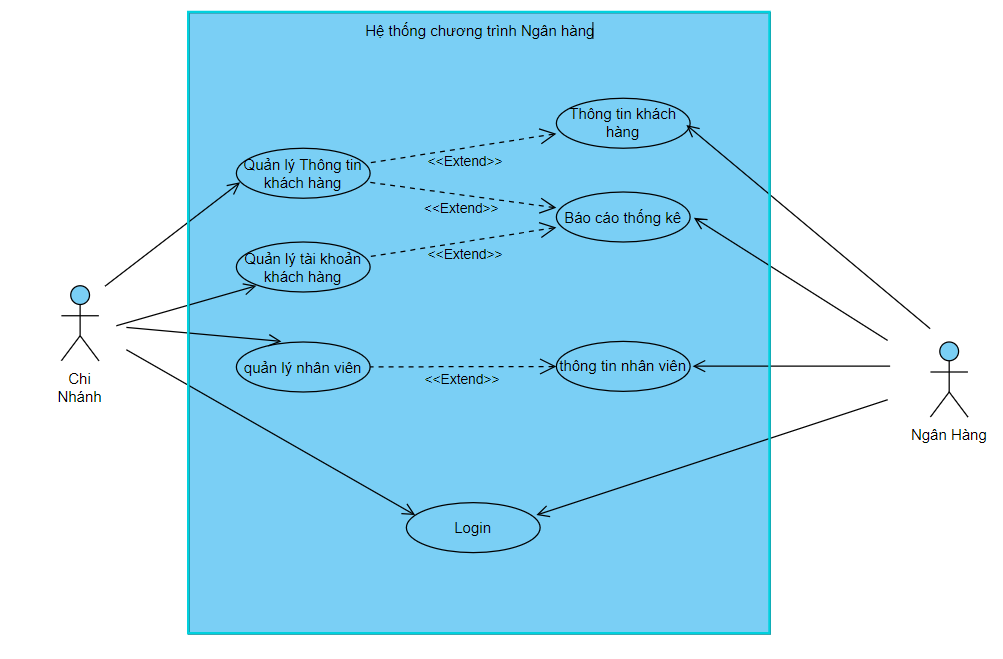 Hệ thống chương trình Ngân hàng
Thông tin khách
hàng
<<Extend>>
Quản lý Thông tin
khách hàng
<<Extend>>
Báo cáo thống kê
<<Extend>>
Quản lý tài khoản
khách hàng
quản lý nhân viên
<<Extend>>
thông tin nhân viên
Chi
Nhánh
Ngân Hàng
Login